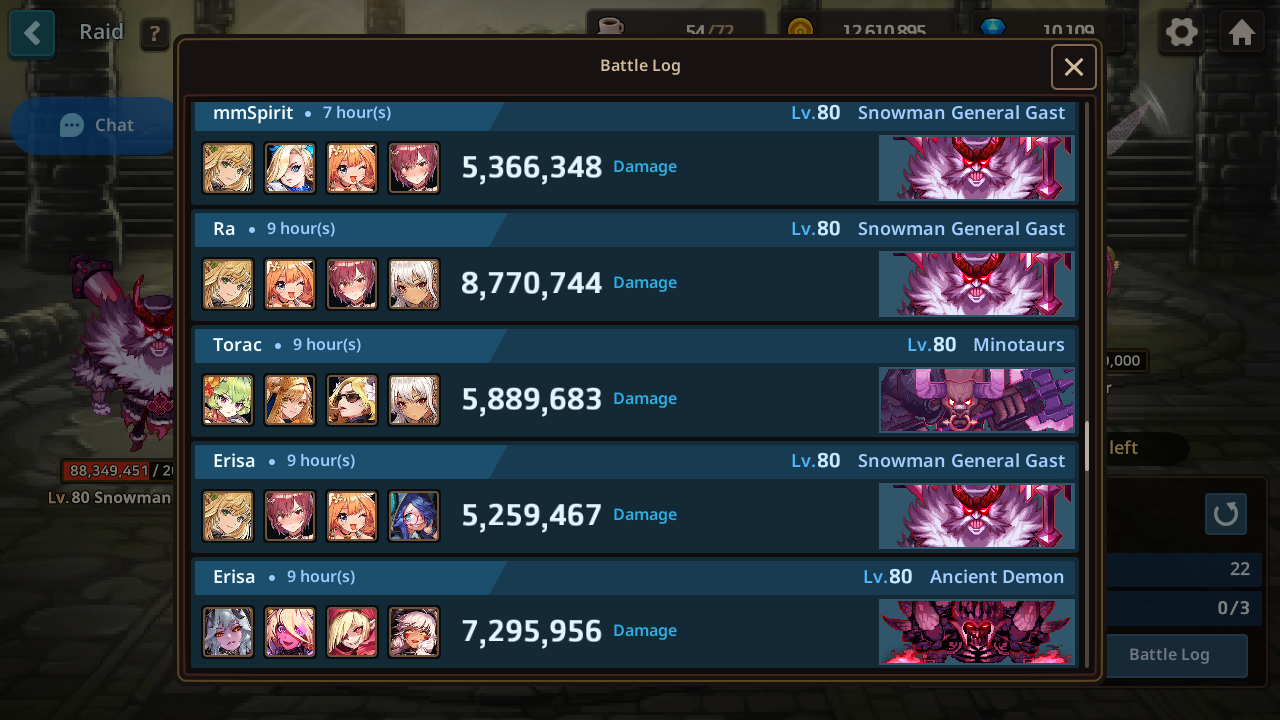 Raid ? 54/72 12,610,895 10,109
Battle Log
Chat
mmSpirit • 7 hour(s) Lv.80 Snowman General Gast
5,366,348 Damage
Ra • 9 hour(s) Lv.80 Snowman General Gast
8,770,744 Damage
Torac • 9 hour(s) Lv.80 Minotaurs
5,889,683 Damage
Erisa • 9 hour(s) Lv.80 Snowman General Gast
5,259,467 Damage
Erisa • 9 hour(s) Lv.80 Ancient Demon
7,295,956 Damage
88,349,451 / 20
Lv.80 Snowman
0,000
r
left
22
0/3
Battle Log